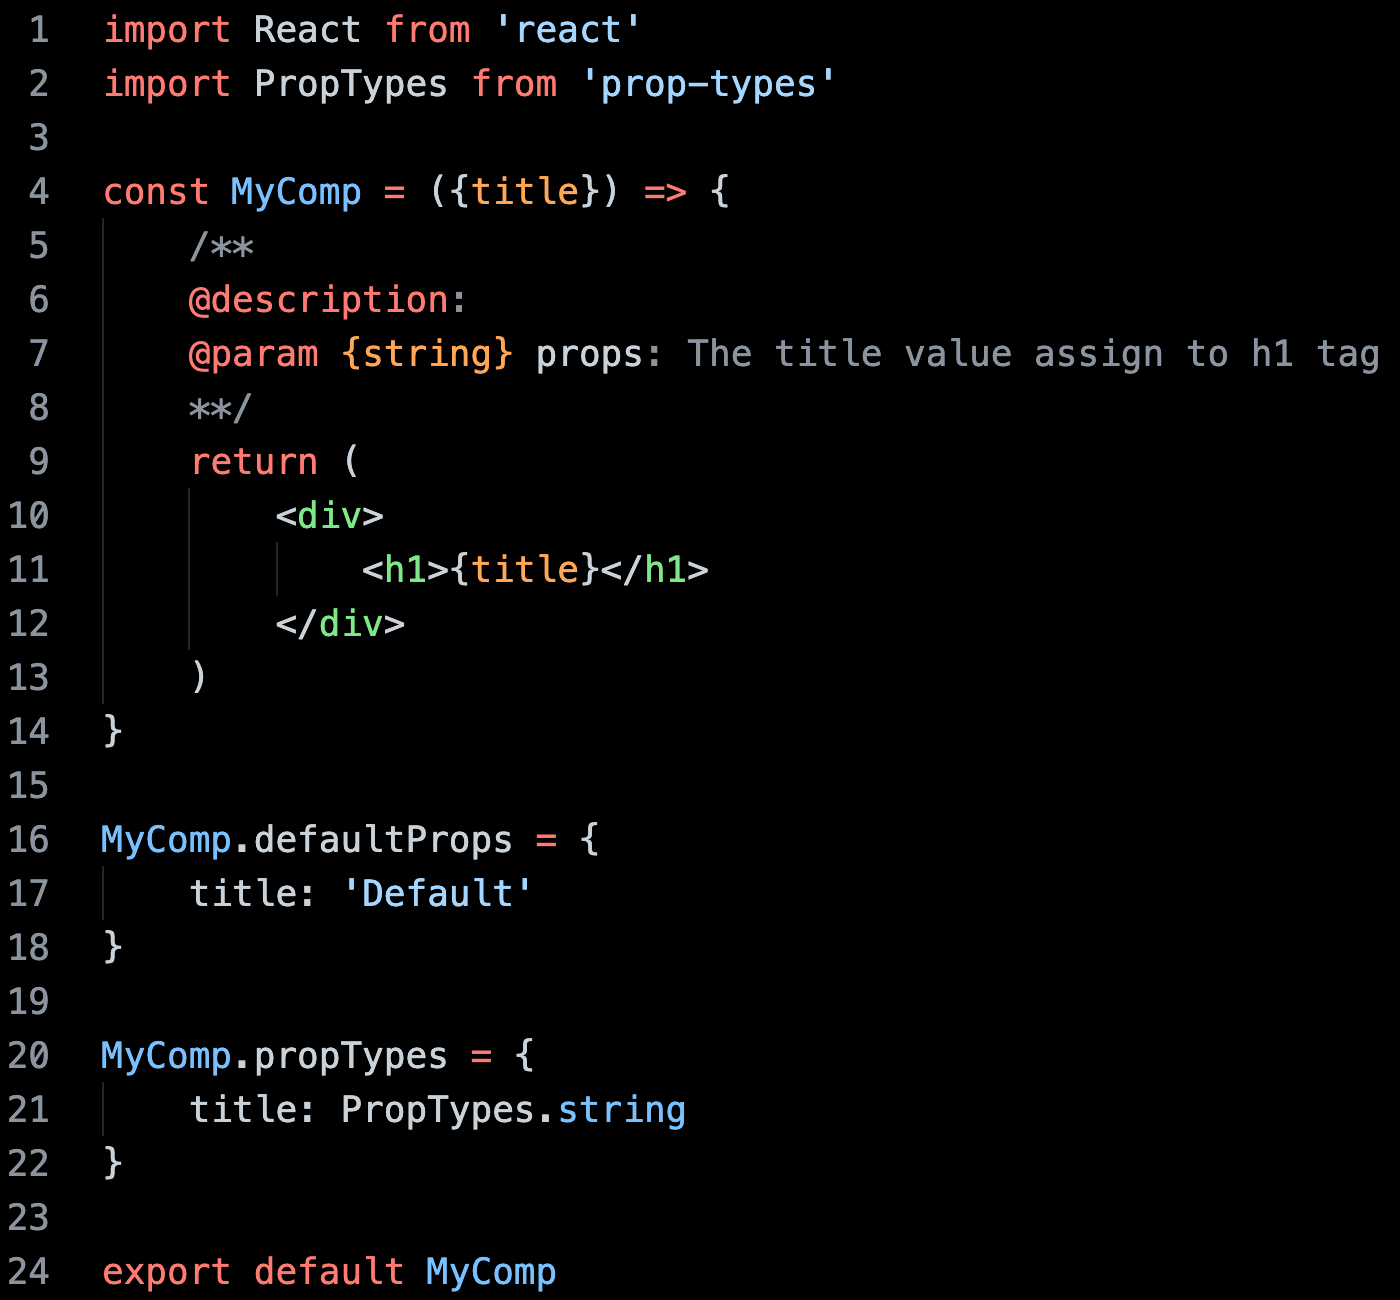 1 import React from 'react'
2 import PropTypes from 'prop-types'
3
4 const MyComp = ({title}) => {
5     /**
6     @description:
7     @param {string} props: The title value assign to h1 tag
8     **/
9     return (
10         <div>
11             <h1>{title}</h1>
12         </div>
13     )
14 }
15
16 MyComp.defaultProps = {
17     title: 'Default'
18 }
19
20 MyComp.propTypes = {
21     title: PropTypes.string
22 }
23
24 export default MyComp